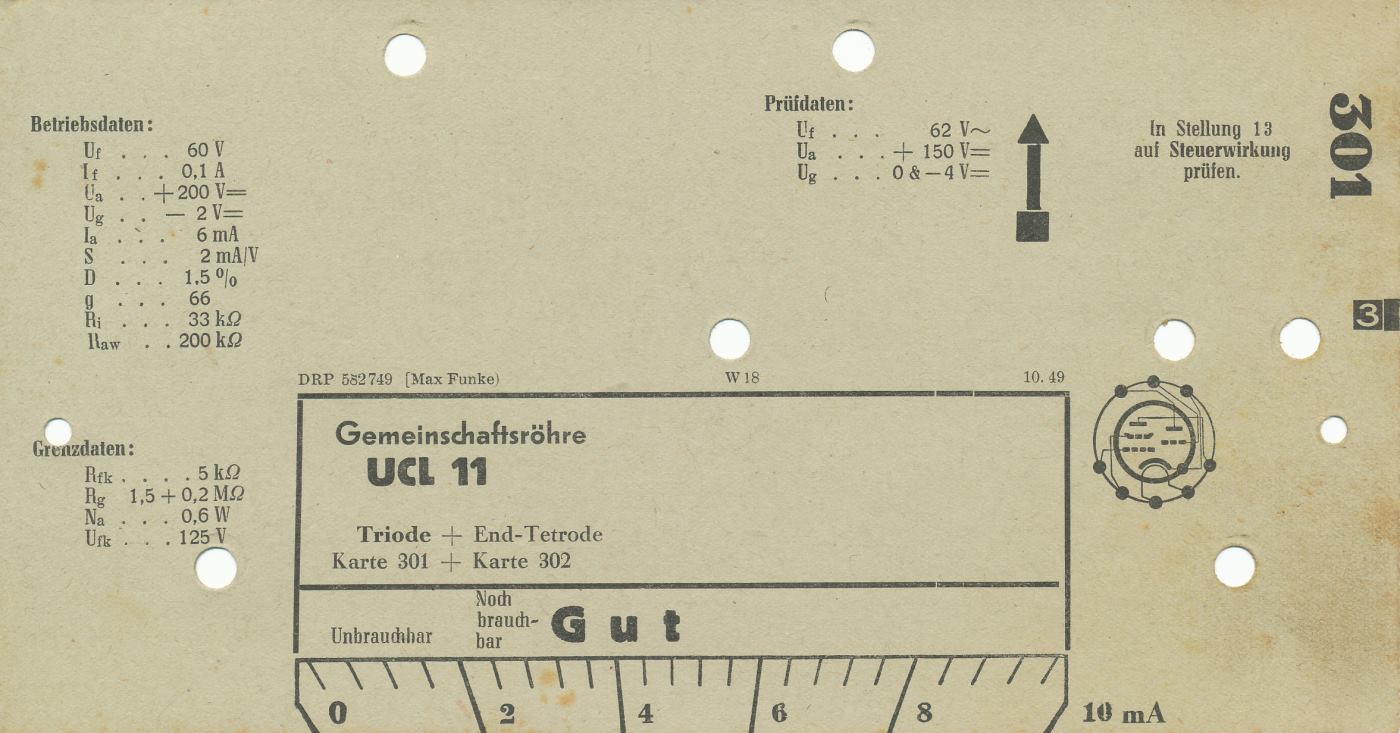 Betriebsdaten:
Uf . . . 60 V
If . . . 0,1 A
Ua . . +200 V=
Ug . . — 2 V=
Ia . . . 6 mA
S . . . 2 mA/V
D . . . 1.5 %
g . . . 66
Ri . . . 33 kΩ
Raw . . 200 kΩ
Grenzdaten:
Rfk . . . . 5 kΩ
Rg 1,5 + 0,2 MΩ
Na . . . 0,6 W
Ufk . . . 125 V
Prüfdaten:
Uf . . . 62 V~
Ua . . . + 150 V=
Ug . . . 0 & — 4 V=
In Stellung 13
auf Steuerwirkung
prüfen.
301
3
DRP 582749 [Max Funke) W 18 10. 49
Gemeinschaftsröhre
UCL 11
Triode + End-Tetrode
Karte 301 + Karte 302
Unbrauchbar
Noch
brauch-
bar
Gut
0 2 4 6 8 10 mA